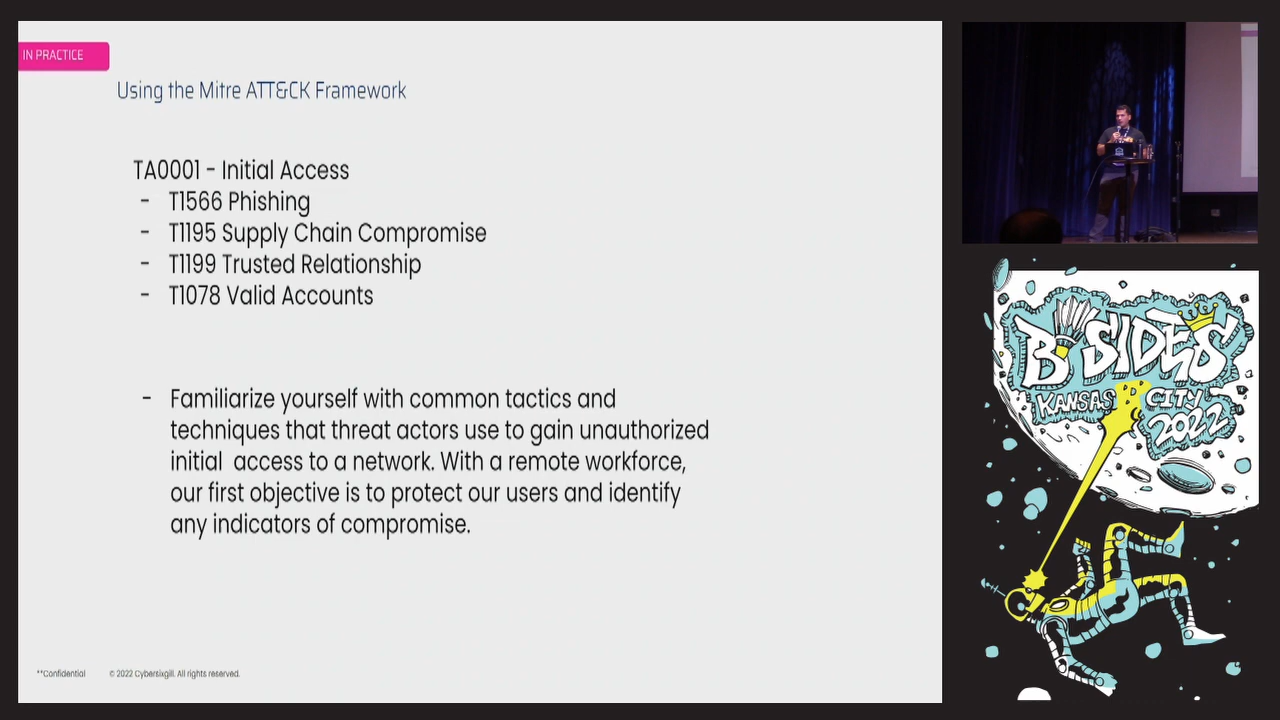 IN PRACTICE
Using the Mitre ATT&CK Framework
TA0001 - Initial Access
- T1566 Phishing
- T1195 Supply Chain Compromise
- T1199 Trusted Relationship
- T1078 Valid Accounts
- Familiarize yourself with common tactics and
techniques that threat actors use to gain unauthorized
initial access to a network. With a remote workforce,
our first objective is to protect our users and identify
any indicators of compromise.
**Confidential © 2022 Cybersixgill. All rights reserved.
B SIDES
KANSAS CITY
2022